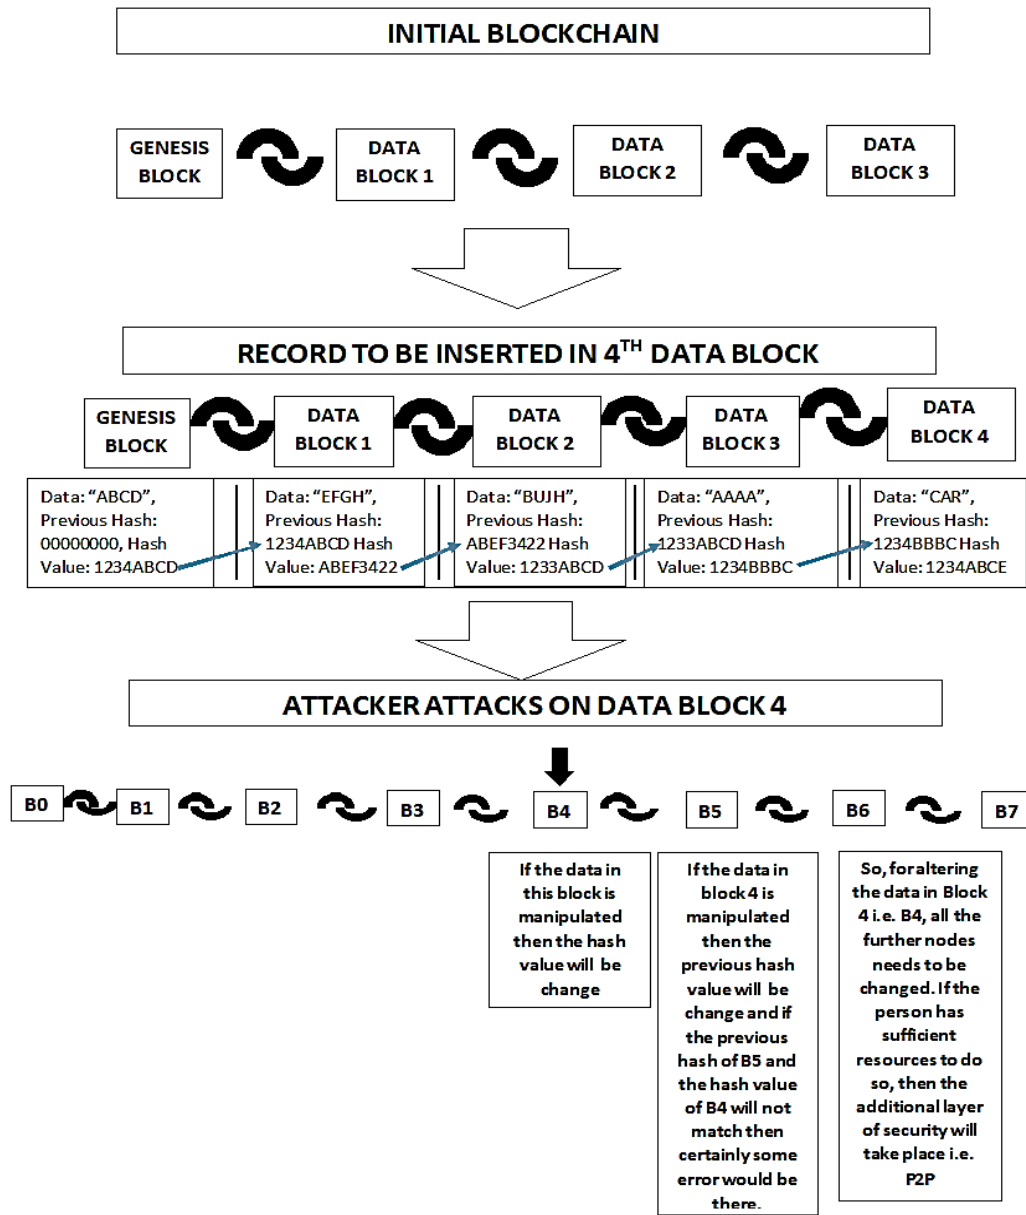 INITIAL BLOCKCHAIN
GENESIS
BLOCK
DATA
BLOCK 1
DATA
BLOCK 2
DATA
BLOCK 3
RECORD TO BE INSERTED IN 4TH DATA BLOCK
GENESIS
BLOCK
DATA
BLOCK 1
DATA
BLOCK 2
DATA
BLOCK 3
DATA
BLOCK 4
Data: “ABCD”,
Previous Hash:
00000000, Hash
Value: 1234ABCD
Data: “EFGH”,
Previous Hash:
1234ABCD Hash
Value: ABEF3422
Data: “BUJH”,
Previous Hash:
ABEF3422 Hash
Value: 1233ABCD
Data: “AAAA”,
Previous Hash:
1233ABCD Hash
Value: 1234BBBC
Data: “CAR”,
Previous Hash:
1234BBBC Hash
Value: 1234ABCE
ATTACKER ATTACKS ON DATA BLOCK 4
B0
B1
B2
B3
B4
B5
B6
B7
If the data in
this block is
manipulated
then the hash
value will be
change
If the data in
block 4 is
manipulated
then the
previous hash
value will be
change and if
the previous
hash of B5 and
the hash value
of B4 will not
match then
certainly some
error would be
there.
So, for altering
the data in Block
4 i.e. B4, all the
further nodes
needs to be
changed. If the
person has
sufficient
resources to do
so, then the
additional layer
of security will
take place i.e.
P2P